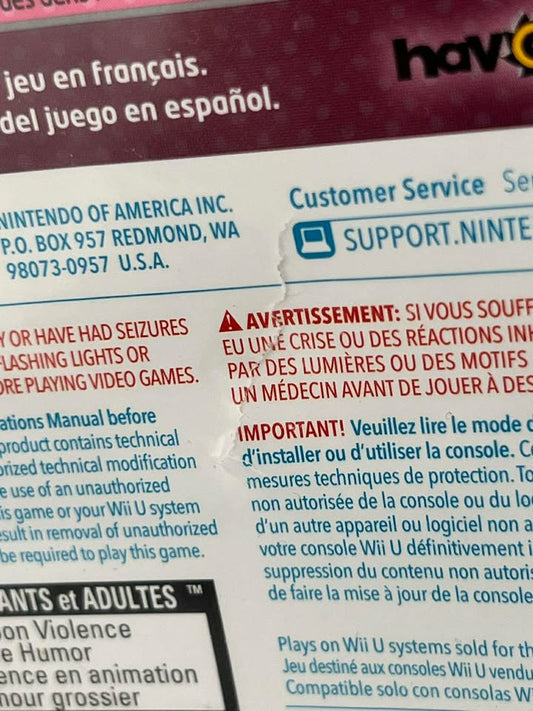 jeu en français.
del juego en español.
hav
NINTENDO OF AMERICA INC.
P.O. BOX 957 REDMOND, WA
98073-0957 U.S.A.
Customer Service
SUPPORT.NINTE
Y OR HAVE HAD SEIZURES
FLASHING LIGHTS OR
ORE PLAYING VIDEO GAMES.
AVERTISSEMENT: SI VOUS SOUFF
EU UNE CRISE OU DES RÉACTIONS INH
PAR DES LUMIÈRES OU DES MOTIFS
UN MÉDECIN AVANT DE JOUER À DES
ations Manual before
product contains technical
orized technical modification
e use of an unauthorized
is game or your Wii U system
esult in removal of unauthorized
be required to play this game.
IMPORTANT! Veuillez lire le mode d
d'installer ou d'utiliser la console. C
mesures techniques de protection. To
non autorisée de la console ou du lo
d'un autre appareil ou logiciel non a
votre console Wii U définitivement i
suppression du contenu non autoris
de faire la mise à jour de la console
ANTS et ADULTES ™
oon Violence
e Humor
ence en animation
mour grossier
Plays on Wii U systems sold for th
Jeu destiné aux consoles Wii U vendu
Compatible solo con consolas W